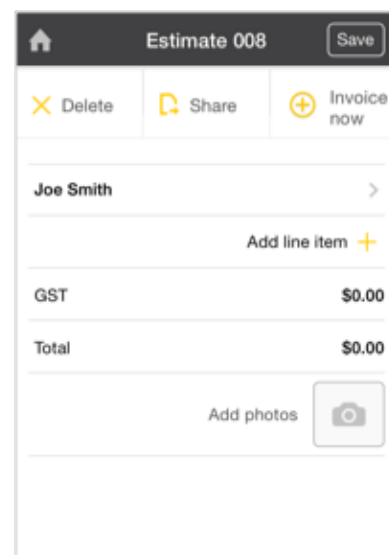 Estimate 008
Save
Delete
Share
Invoice
now
Joe Smith
Add line item
GST $0.00
Total $0.00
Add photos